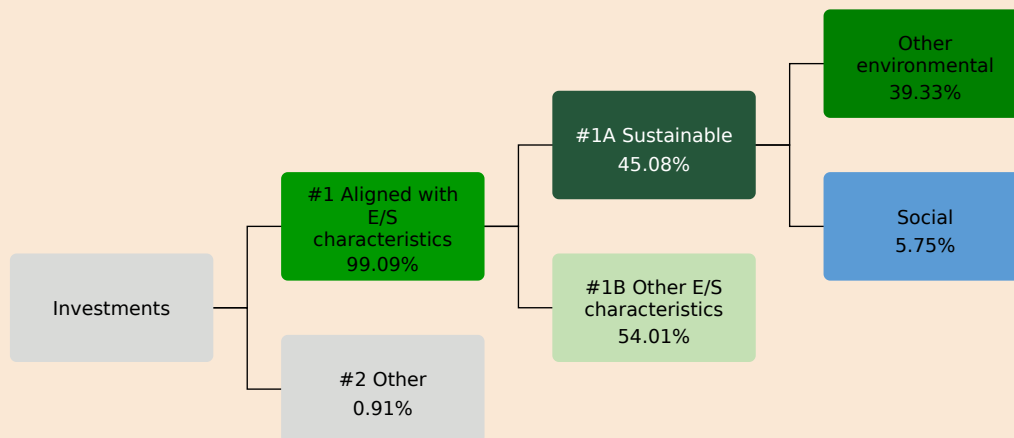 Other
environmental
39.33%
#1A Sustainable
45.08%
#1 Aligned with
E/S
characteristics
99.09%
Social
5.75%
Investments
#1B Other E/S
characteristics
54.01%
#2 Other
0.91%